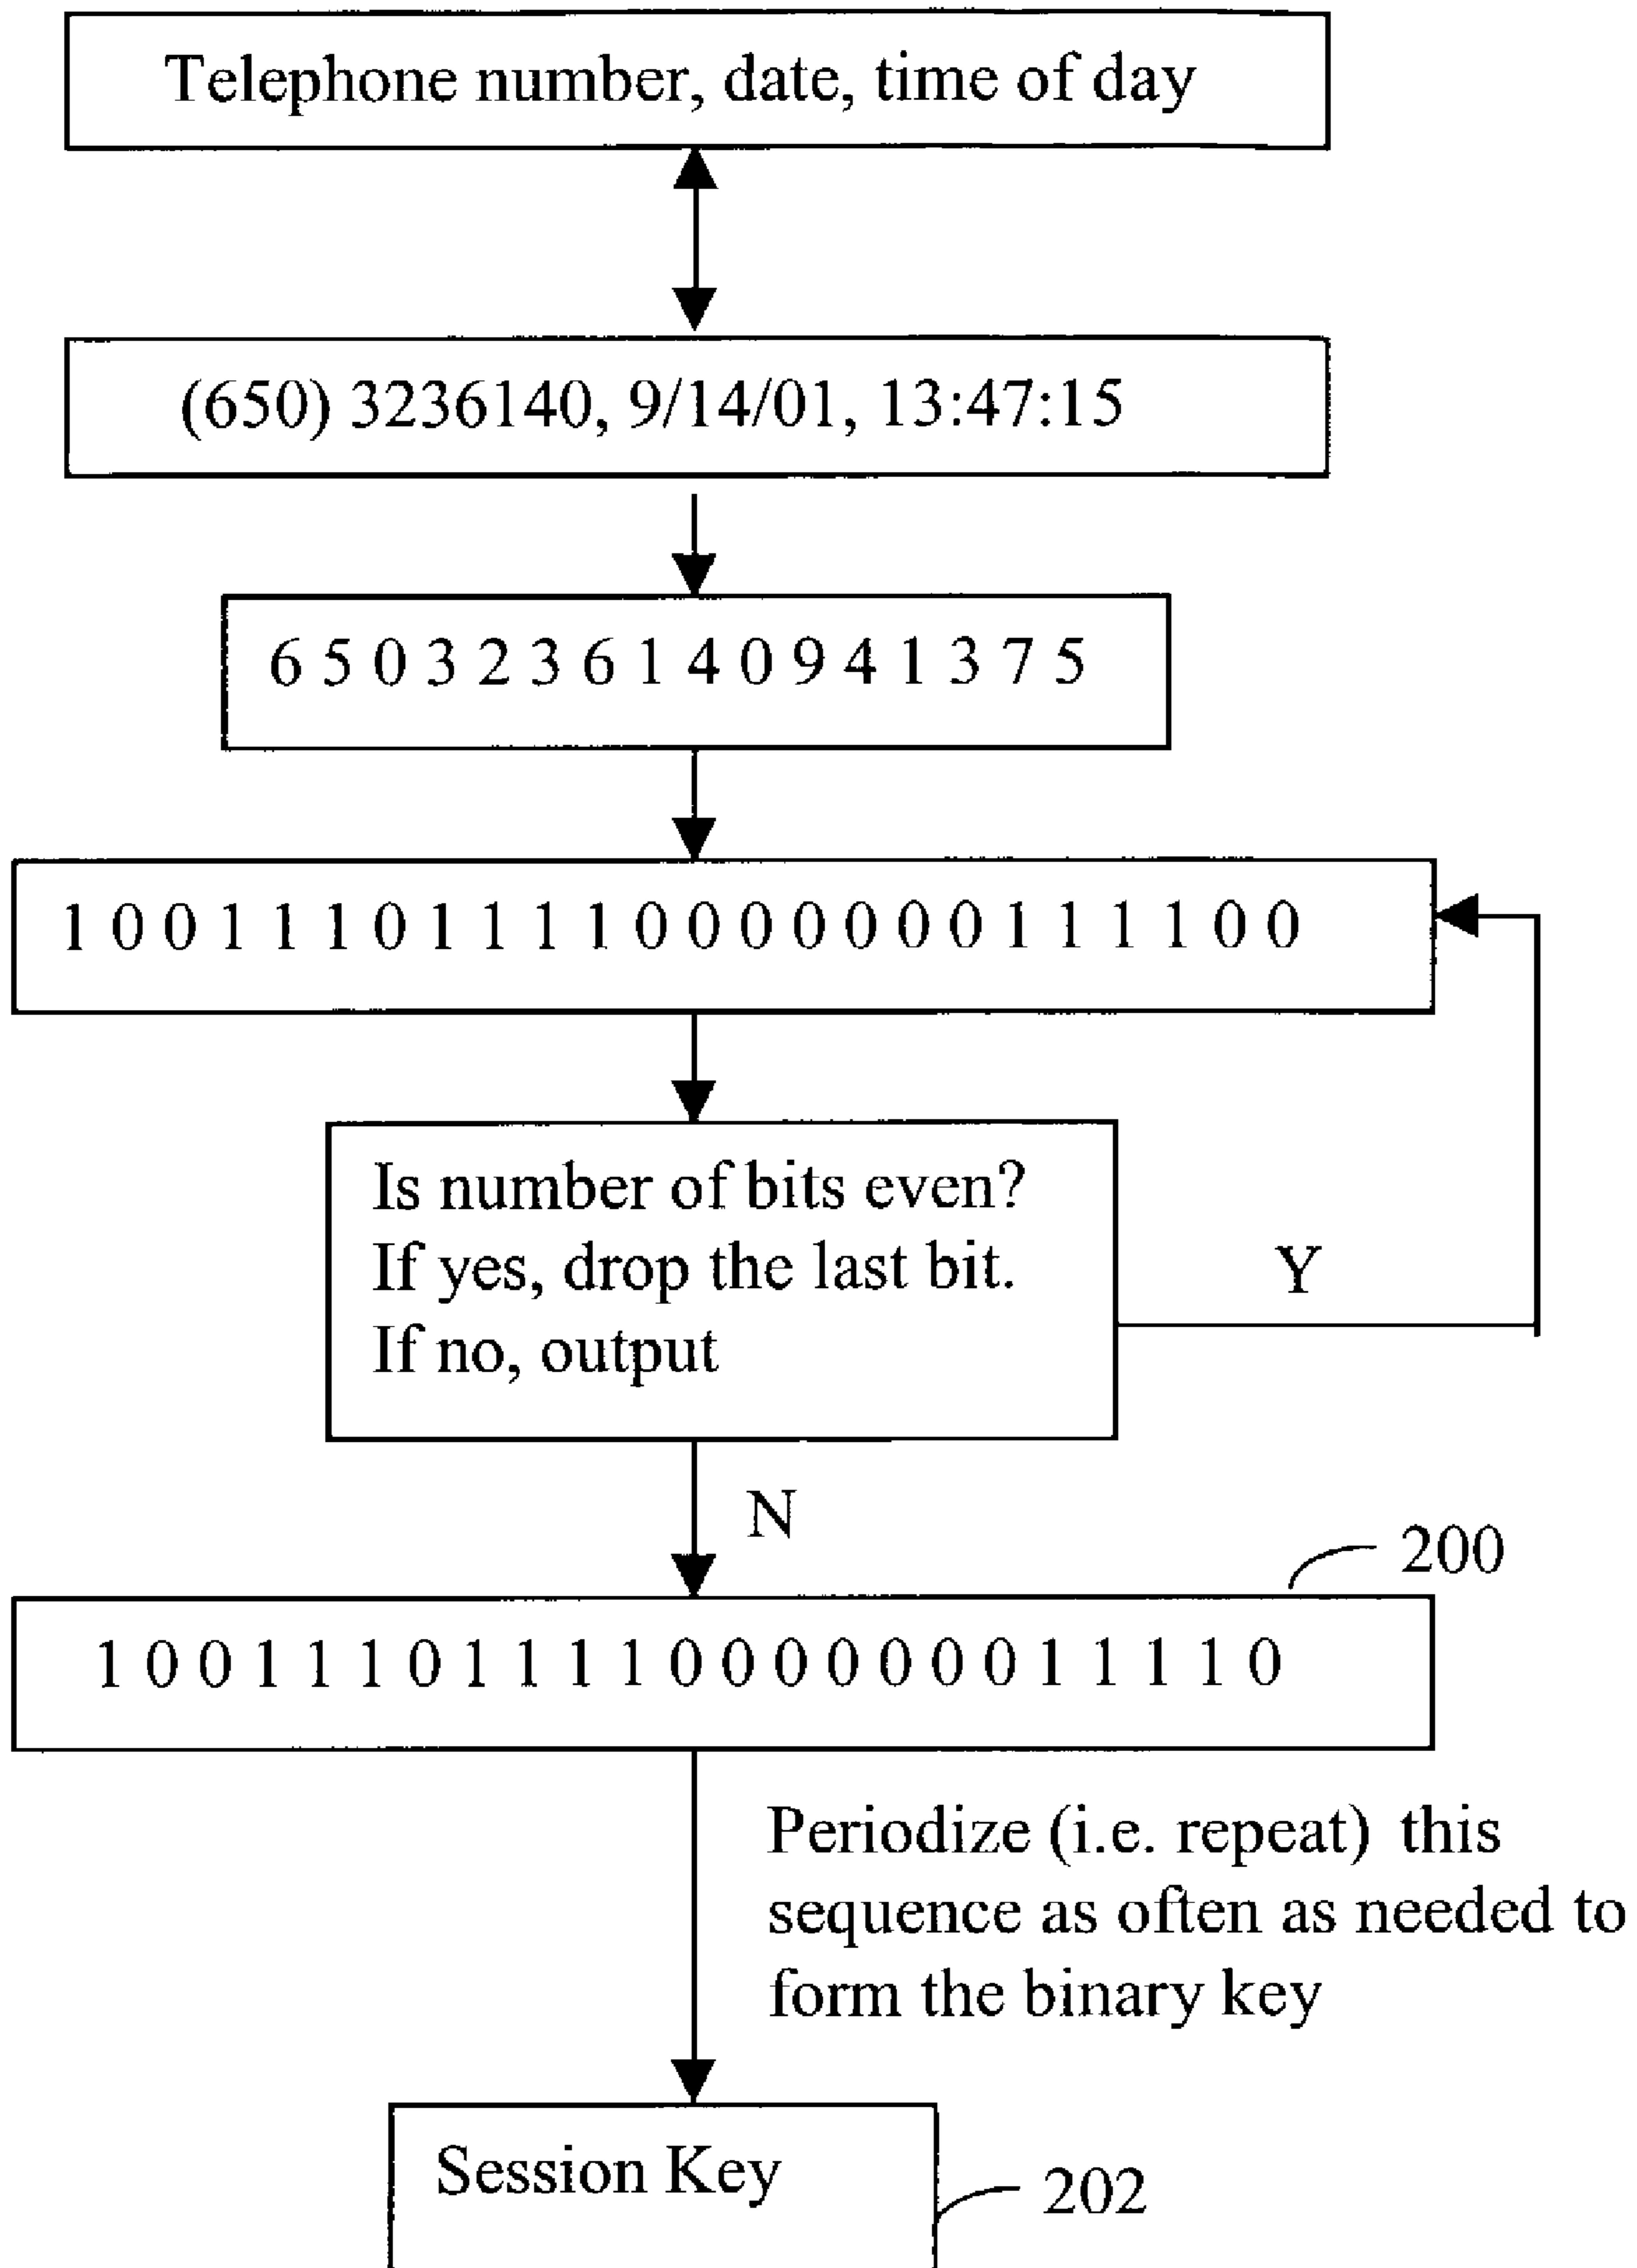 Telephone number, date, time of day
(650) 3236140, 9/14/01, 13:47:15
6 5 0 3 2 3 6 1 4 0 9 4 1 3 7 5
1 0 0 1 1 1 0 1 1 1 1 0 0 0 0 0 0 0 1 1 1 1 0 0
Is number of bits even?
If yes, drop the last bit.
If no, output
Y
N
200
1 0 0 1 1 1 0 1 1 1 1 0 0 0 0 0 0 0 1 1 1 1 0
Periodize (i.e. repeat) this
sequence as often as needed to
form the binary key
Session Key
202